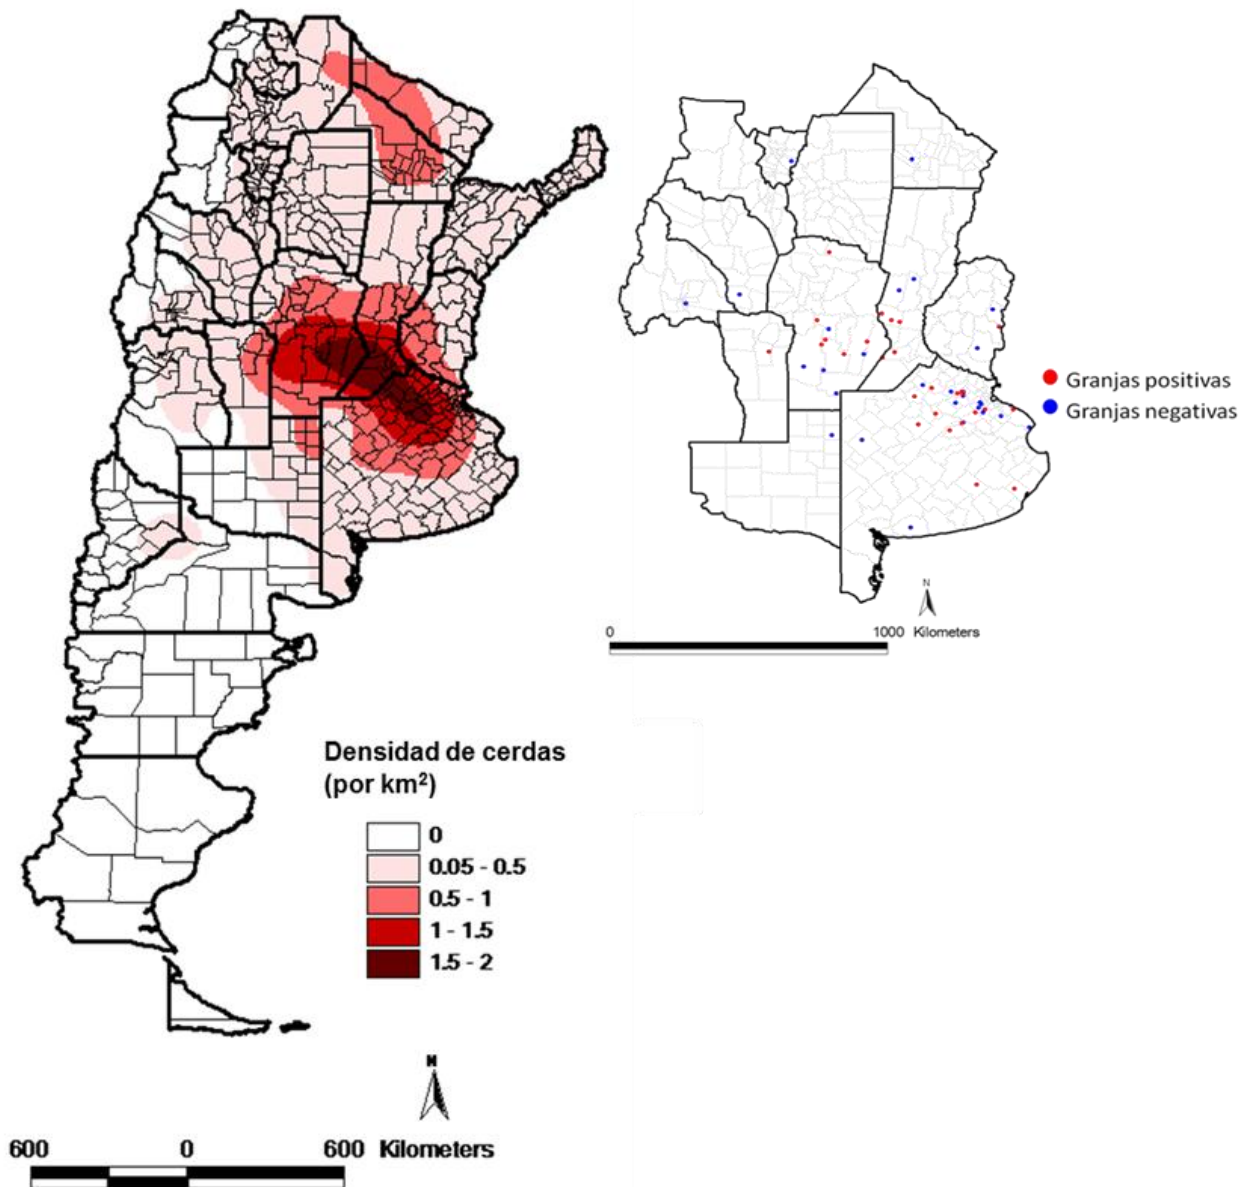 Granjas positivas
Granjas negativas
N
0 1000 Kilometers
Densidad de cerdas
(por km²)
0
0.05 - 0.5
0.5 - 1
1 - 1.5
1.5 - 2
N
600 0 600 Kilometers